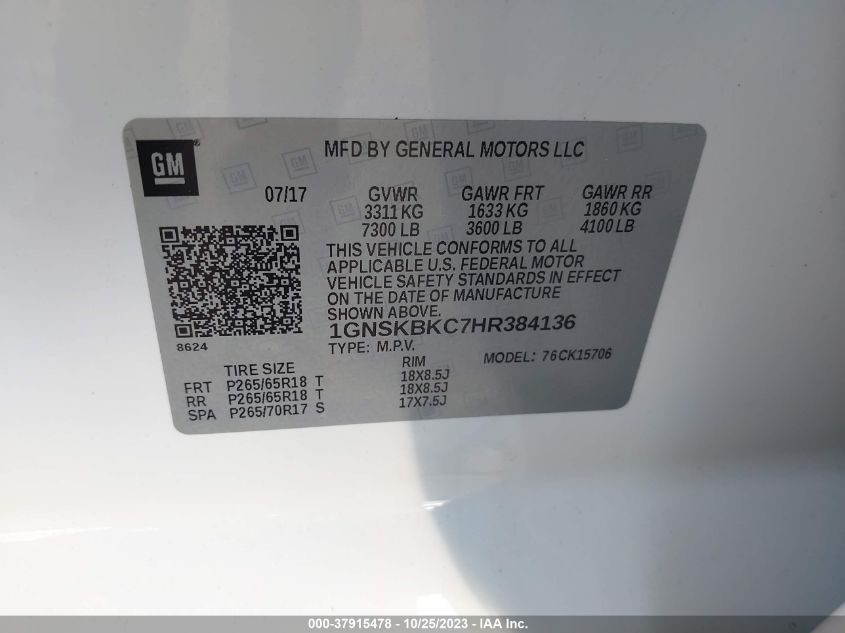 GM
MFD BY GENERAL MOTORS LLC
07/17 GVWR GAWR FRT GAWR RR
3311 KG 1633 KG 1860 KG
7300 LB 3600 LB 4100 LB
THIS VEHICLE CONFORMS TO ALL
APPLICABLE U.S. FEDERAL MOTOR
VEHICLE SAFETY STANDARDS IN EFFECT
ON THE DATE OF MANUFACTURE
SHOWN ABOVE.
1GNSKBKC7HR384136
8624
TYPE: M.P.V. MODEL: 76CK15706
TIRE SIZE RIM
FRT P265/65R18 T 18X8.5J
RR P265/65R18 T 18X8.5J
SPA P265/70R17 S 17X7.5J
000-37915478 - 10/25/2023 - IAA Inc.